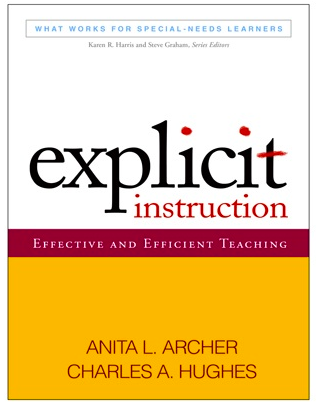 WHAT WORKS FOR SPECIAL-NEEDS LEARNERS
Karen R. Harris and Steve Graham, Series Editors
explicit
instruction
EFFECTIVE AND EFFICIENT TEACHING
ANITA L. ARCHER
CHARLES A. HUGHES